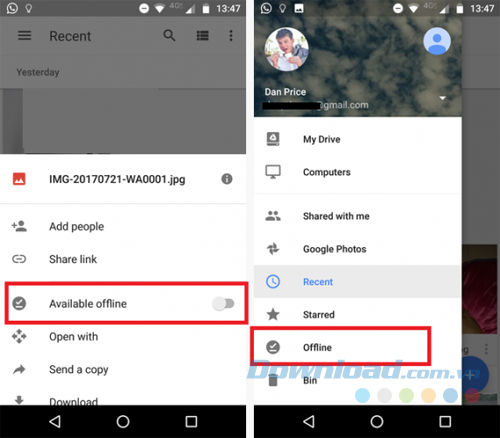 4G 13:47
Recent
Yesterday
IMG-20170721-WA0001.jpg
Add people
Share link
Available offline
Open with
Send a copy
Download
4G 13:47
Dan Price
@gmail.com
My Drive
Computers
Shared with me
Google Photos
Recent
Starred
Offline
Download.com.vn
Bin